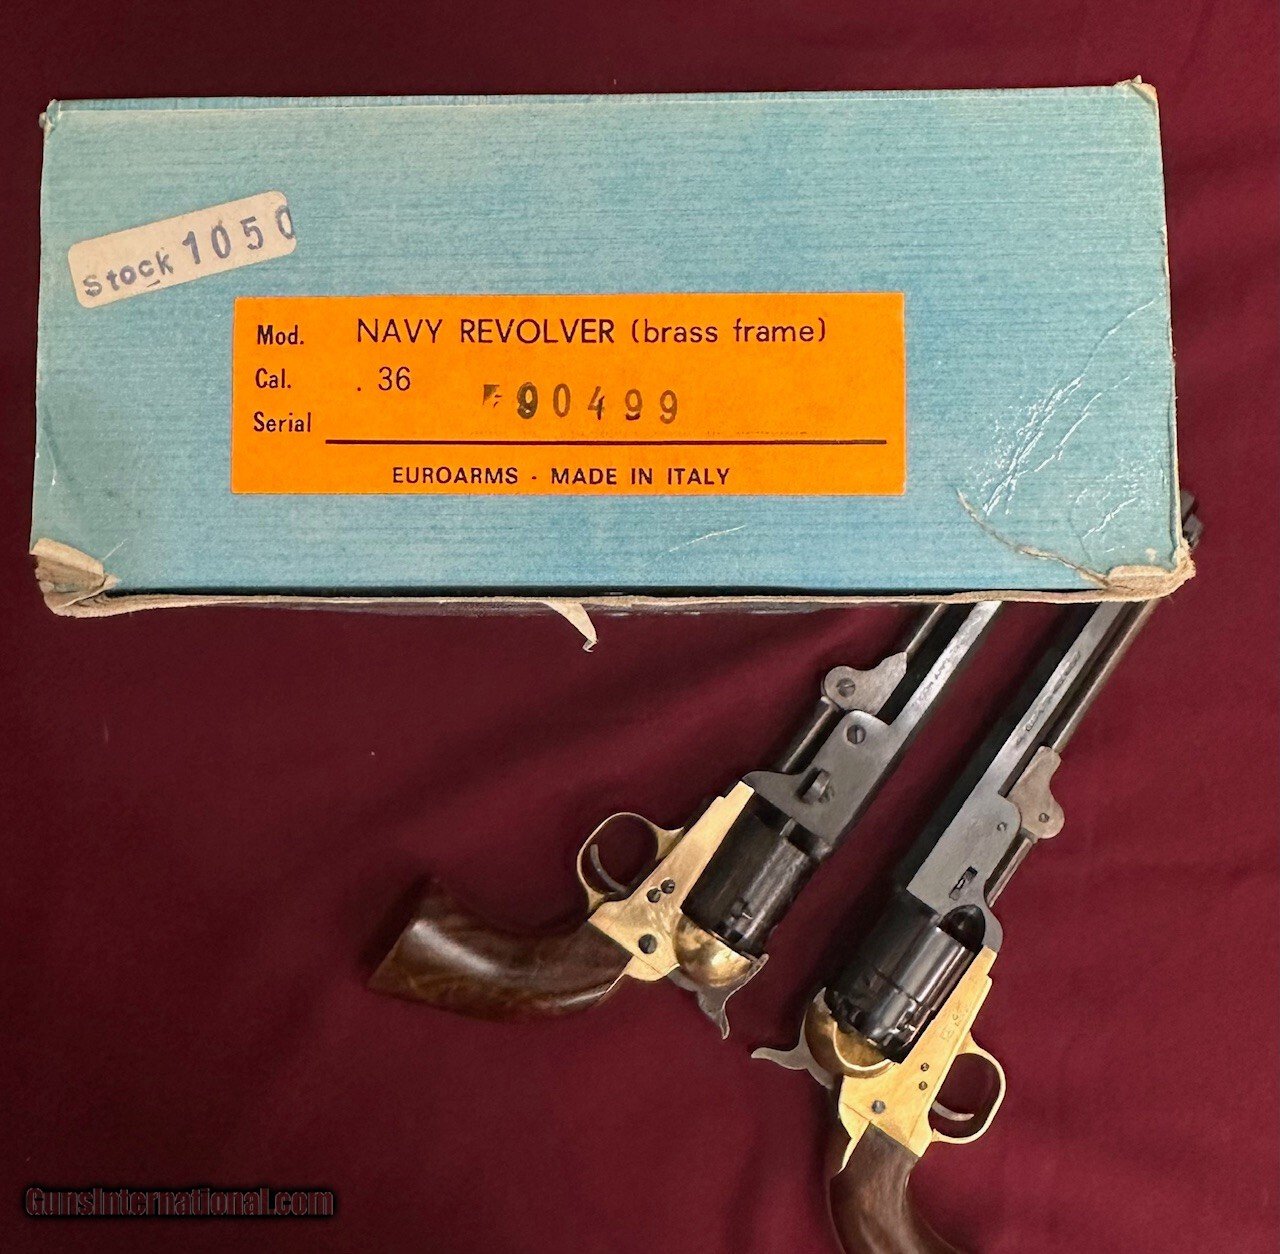 Stock 1050
Mod. NAVY REVOLVER (brass frame)
Cal. .36
90499
Serial
EUROARMS - MADE IN ITALY
GunsInternational.com